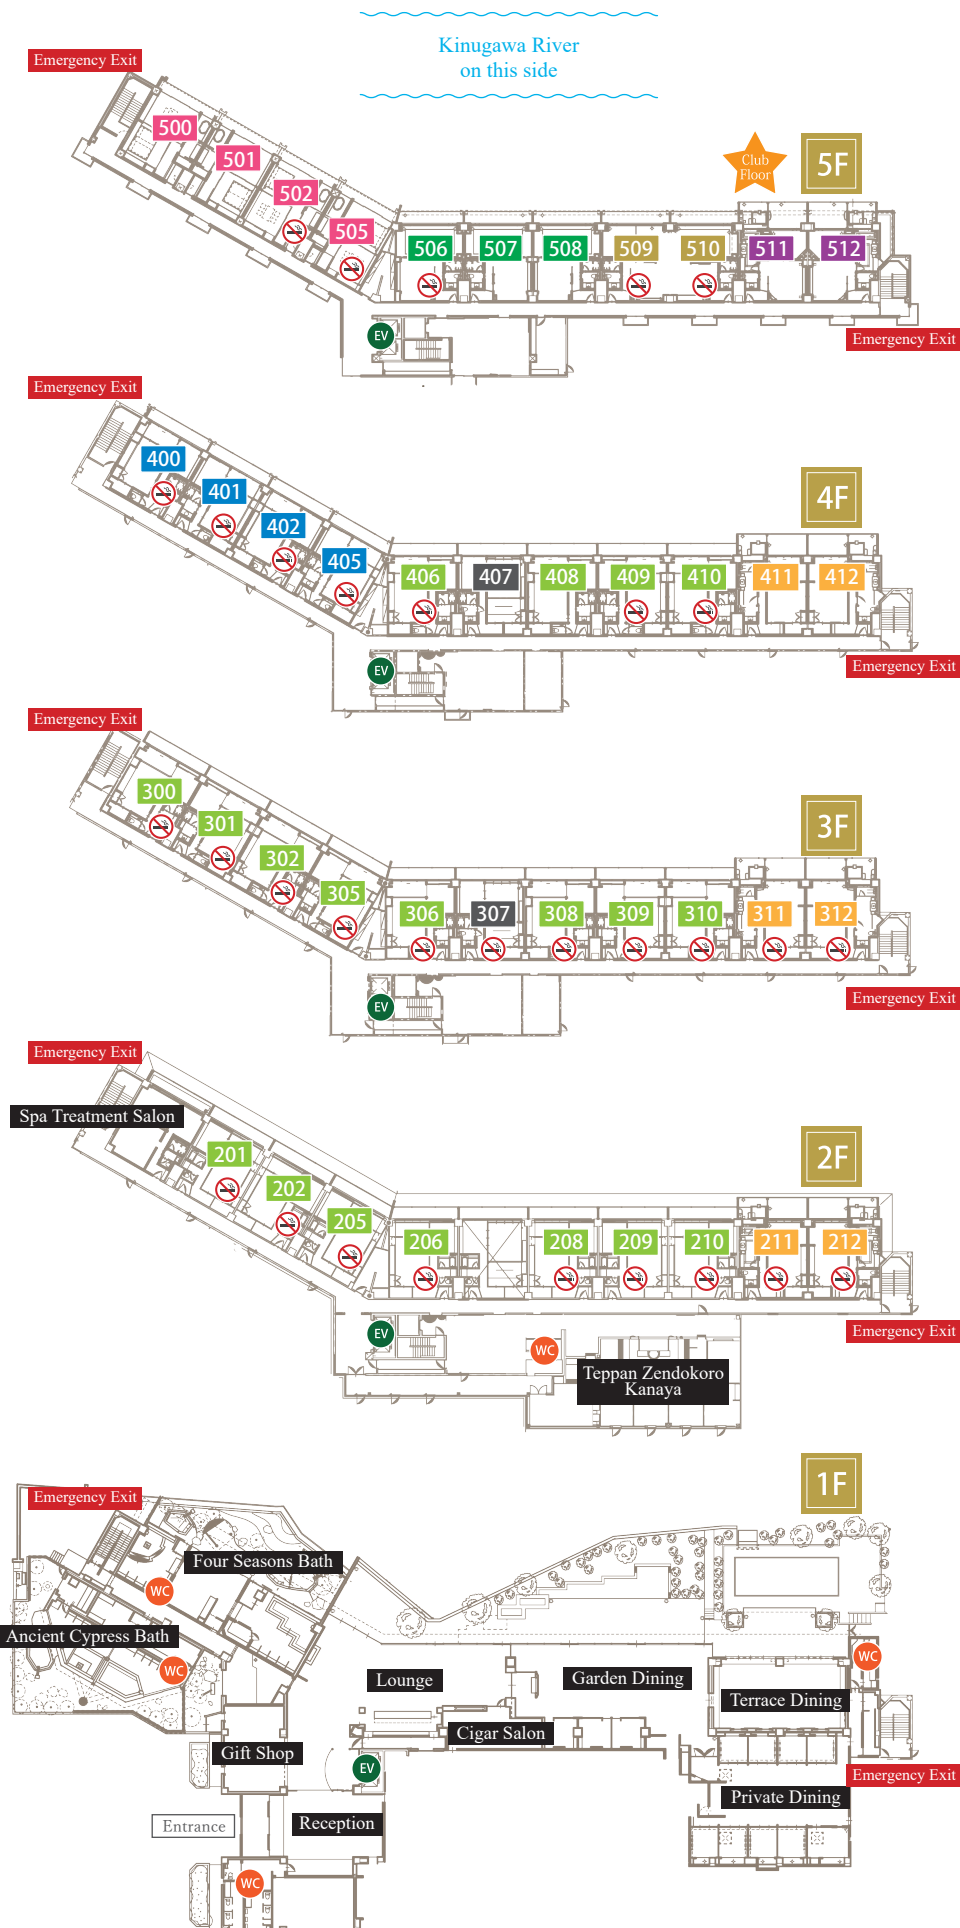 Kinugawa River
on this side
Emergency Exit
5F
Club
Floor
500
501
502
505
506
507
508
509
510
511
512
EV
Emergency Exit
Emergency Exit
4F
400
401
402
405
406
407
408
409
410
411
412
EV
Emergency Exit
Emergency Exit
3F
300
301
302
305
306
307
308
309
310
311
312
EV
Emergency Exit
Emergency Exit
Spa Treatment Salon
2F
201
202
205
206
208
209
210
211
212
EV
Emergency Exit
WC
Teppan Zendokoro
Kanaya
1F
Emergency Exit
Four Seasons Bath
WC
Ancient Cypress Bath
WC
WC
Lounge
Garden Dining
Terrace Dining
Cigar Salon
Gift Shop
EV
Emergency Exit
Private Dining
Entrance
Reception
WC